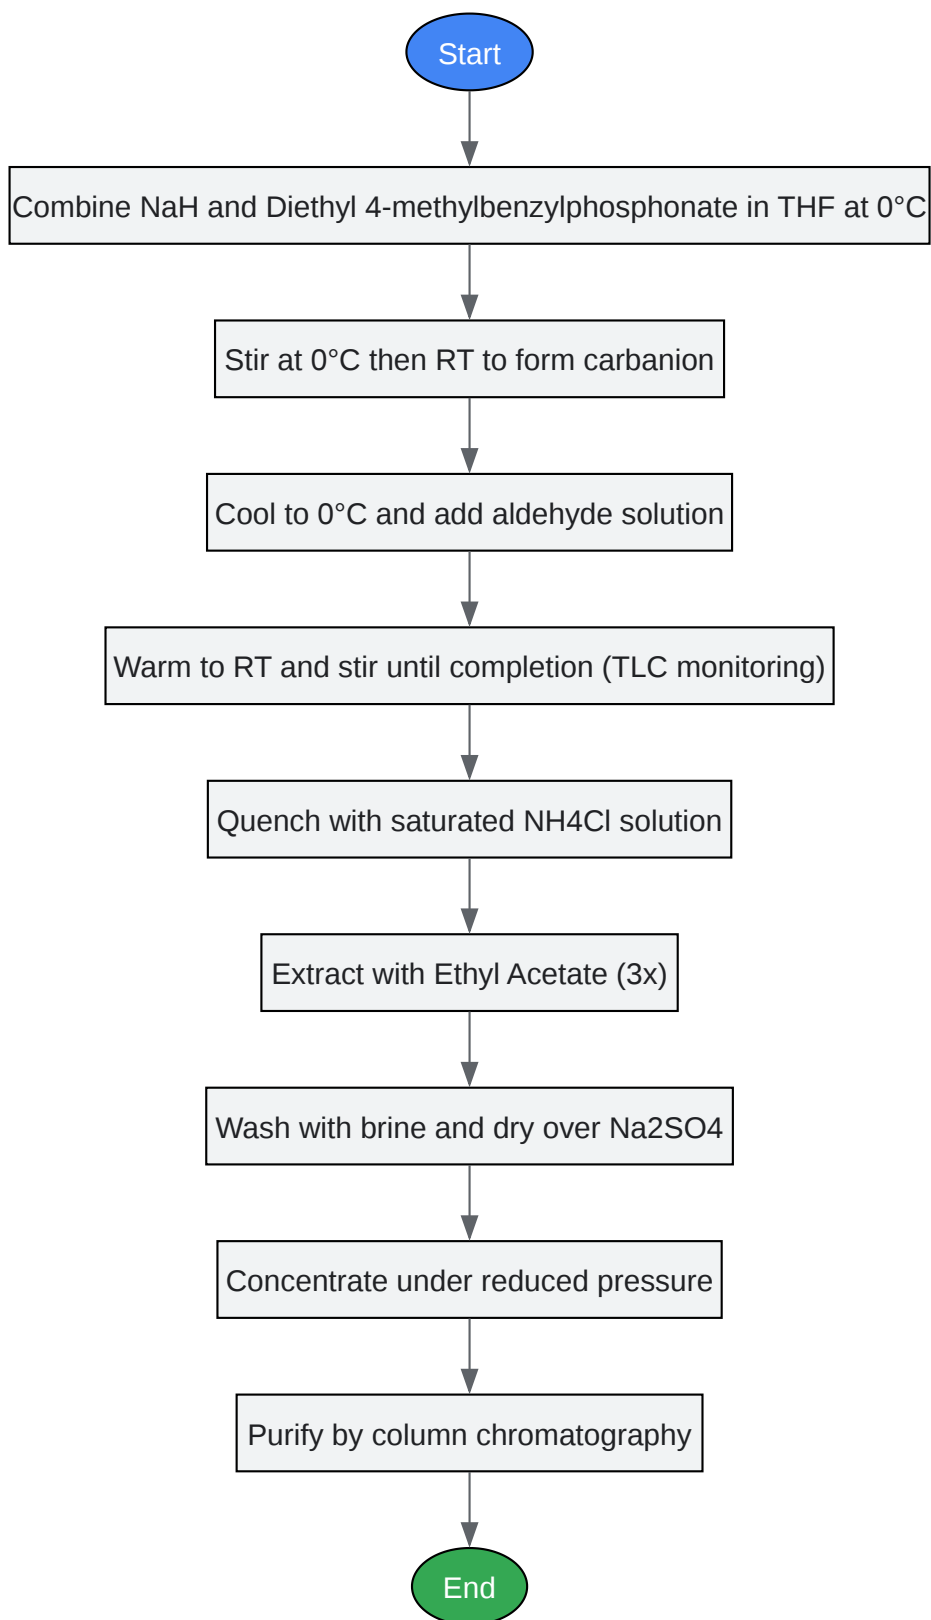 Start
Combine NaH and Diethyl 4-methylbenzylphosphonate in THF at 0°C
Stir at 0°C then RT to form carbanion
Cool to 0°C and add aldehyde solution
Warm to RT and stir until completion (TLC monitoring)
Quench with saturated NH4Cl solution
Extract with Ethyl Acetate (3x)
Wash with brine and dry over Na2SO4
Concentrate under reduced pressure
Purify by column chromatography
End